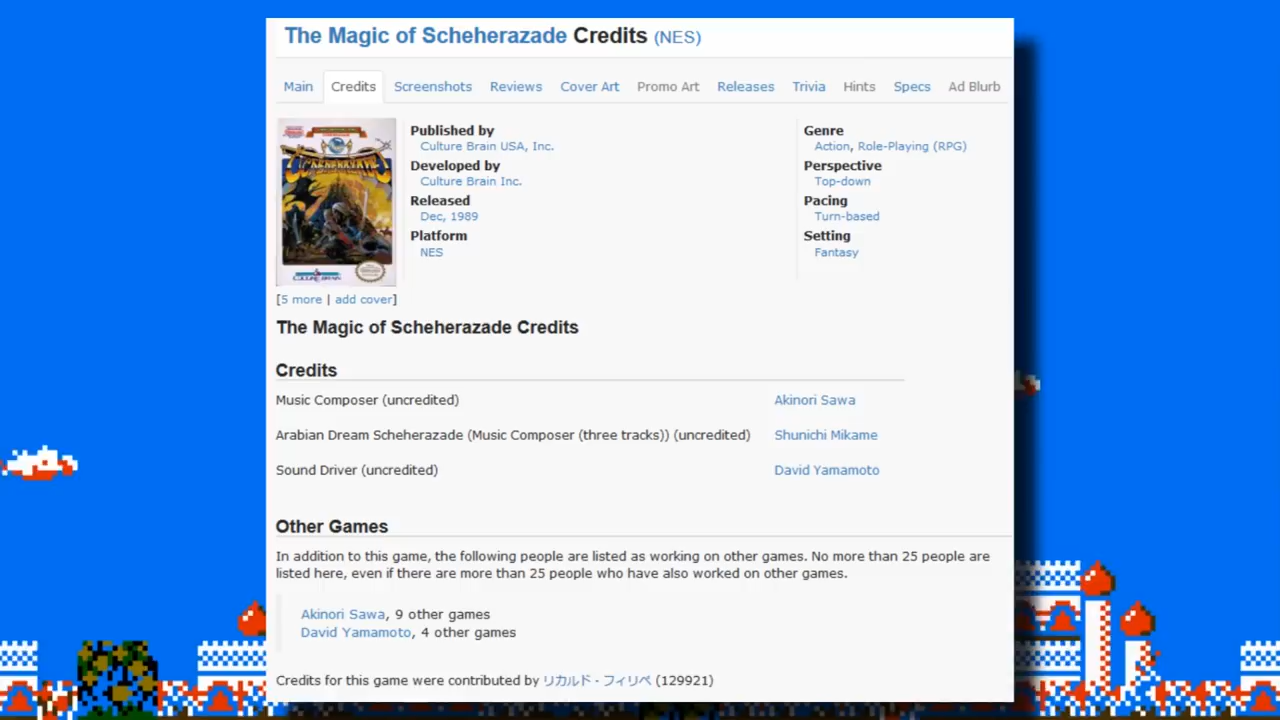 The Magic of Scheherazade Credits (NES)
Main Credits Screenshots Reviews Cover Art Promo Art Releases Trivia Hints Specs Ad Blurb
SCHEHERAZADE
CULTURE BRAIN
Published by
Culture Brain USA, Inc.
Developed by
Culture Brain Inc.
Released
Dec, 1989
Platform
NES
Genre
Action, Role-Playing (RPG)
Perspective
Top-down
Pacing
Turn-based
Setting
Fantasy
[5 more | add cover]
The Magic of Scheherazade Credits
Credits
Music Composer (uncredited) Akinori Sawa
Arabian Dream Scheherazade (Music Composer (three tracks)) (uncredited) Shunichi Mikame
Sound Driver (uncredited) David Yamamoto
Other Games
In addition to this game, the following people are listed as working on other games. No more than 25 people are
listed here, even if there are more than 25 people who have also worked on other games.
Akinori Sawa, 9 other games
David Yamamoto, 4 other games
Credits for this game were contributed by リカルド・フィリペ (129921)